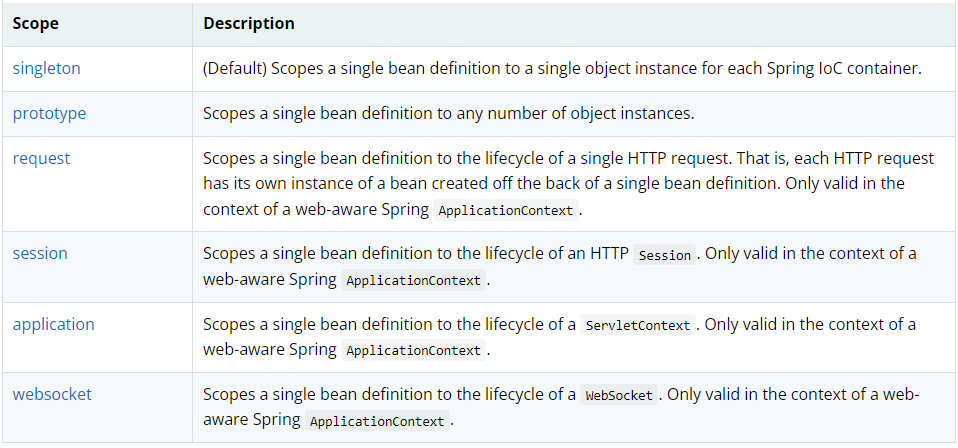 Scope Description
singleton (Default) Scopes a single bean definition to a single object instance for each Spring IoC container.
prototype Scopes a single bean definition to any number of object instances.
request Scopes a single bean definition to the lifecycle of a single HTTP request. That is, each HTTP request
has its own instance of a bean created off the back of a single bean definition. Only valid in the
context of a web-aware Spring ApplicationContext.
session Scopes a single bean definition to the lifecycle of an HTTP Session. Only valid in the context of a
web-aware Spring ApplicationContext.
application Scopes a single bean definition to the lifecycle of a ServletContext. Only valid in the context of a
web-aware Spring ApplicationContext.
websocket Scopes a single bean definition to the lifecycle of a WebSocket. Only valid in the context of a web-
aware Spring ApplicationContext.